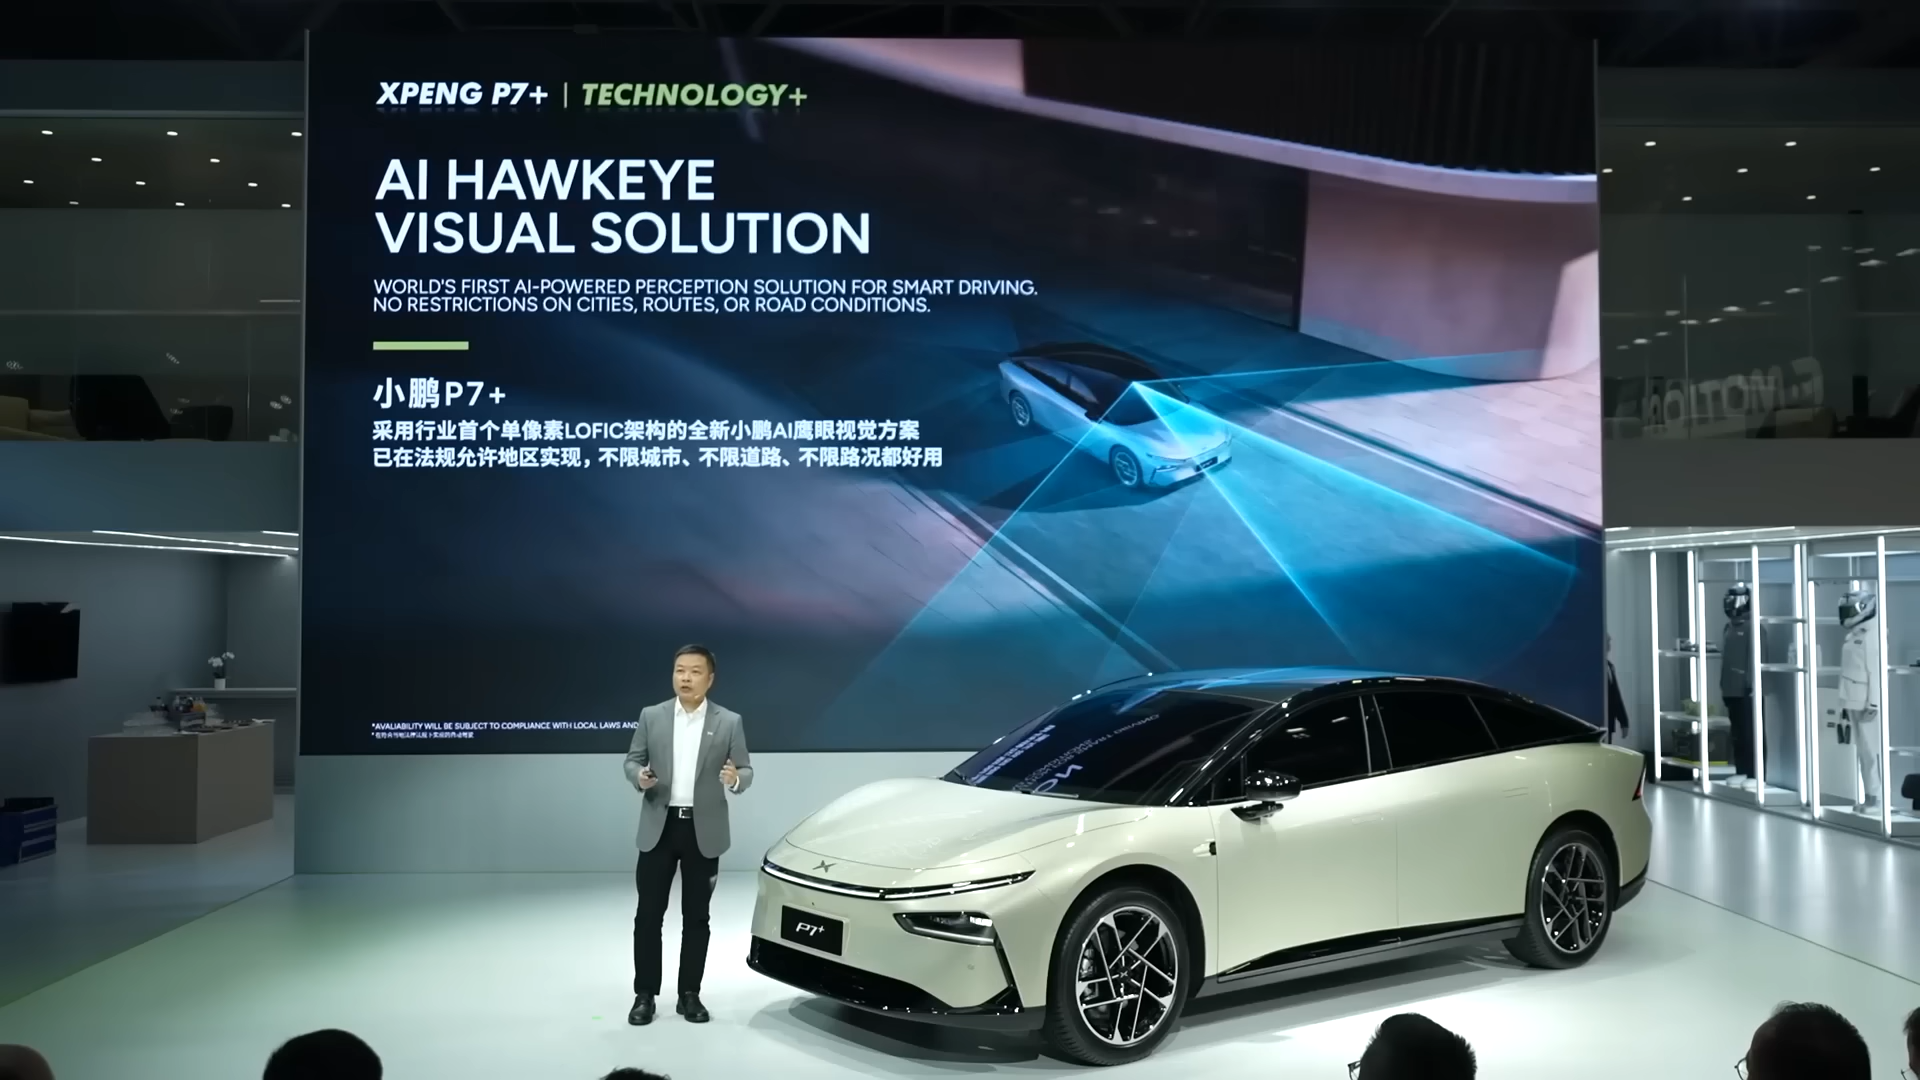 XPENG P7+ | TECHNOLOGY+
AI HAWKEYE
VISUAL SOLUTION
WORLD'S FIRST AI-POWERED PERCEPTION SOLUTION FOR SMART DRIVING.
NO RESTRICTIONS ON CITIES, ROUTES, OR ROAD CONDITIONS.
小鹏P7+
采用行业首个单像素LOFIC架构的全新小鹏AI鹰眼视觉方案
已在法规允许地区实现，不限城市、不限道路、不限路况都好用
*AVALIABILITY WILL BE SUBJECT TO COMPLIANCE WITH LOCAL LAWS AND
P7+